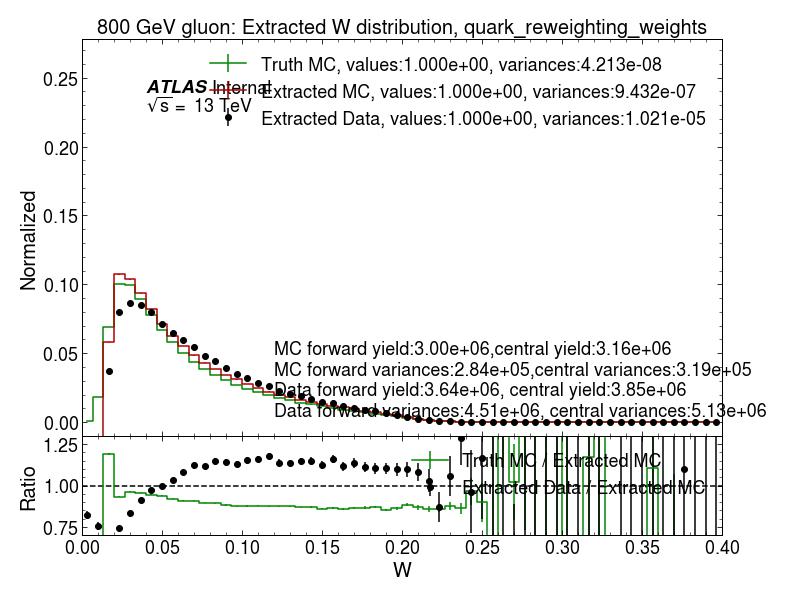 800 GeV gluon: Extracted W distribution, quark_reweighting_weights
Truth MC, values:1.000e+00, variances:4.213e-08
ATLAS Internal
Extracted MC, values:1.000e+00, variances:9.432e-07
√s = 13 TeV
Extracted Data, values:1.000e+00, variances:1.021e-05
Normalized
0.25
0.20
0.15
0.10
0.05
0.00
MC forward yield:3.00e+06,central yield:3.16e+06
MC forward variances:2.84e+05,central variances:3.19e+05
Data forward yield:3.64e+06, central yield:3.85e+06
Data forward variances:4.51e+06, central variances:5.13e+06
Ratio
1.25
1.00
0.75
Truth MC / Extracted MC
Extracted Data / Extracted MC
0.00 0.05 0.10 0.15 0.20 0.25 0.30 0.35 0.40
W